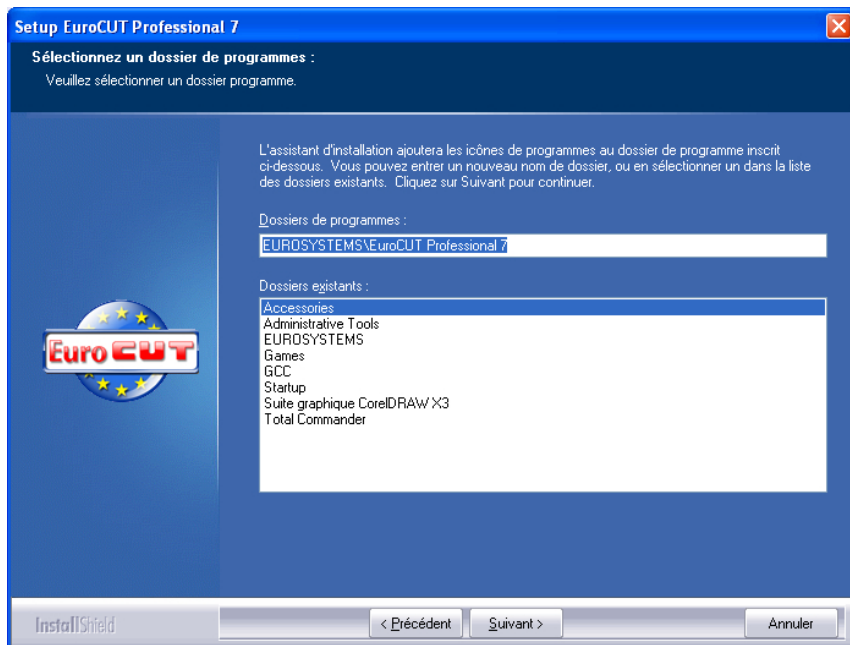 Setup EuroCUT Professional 7
Sélectionnez un dossier de programmes :
Veuillez sélectionner un dossier programme.
L'assistant d'installation ajoutera les icônes de programmes au dossier de programme inscrit
ci-dessous. Vous pouvez entrer un nouveau nom de dossier, ou en sélectionner un dans la liste
des dossiers existants. Cliquez sur Suivant pour continuer.
Dossiers de programmes :
EUROSYSTEMS\EuroCUT Professional 7
Dossiers existants :
Accessories
Administrative Tools
EUROSYSTEMS
Games
GCC
Startup
Suite graphique CorelDRAW X3
Total Commander
Euro CUT
InstallShield
< Précédent
Suivant >
Annuler